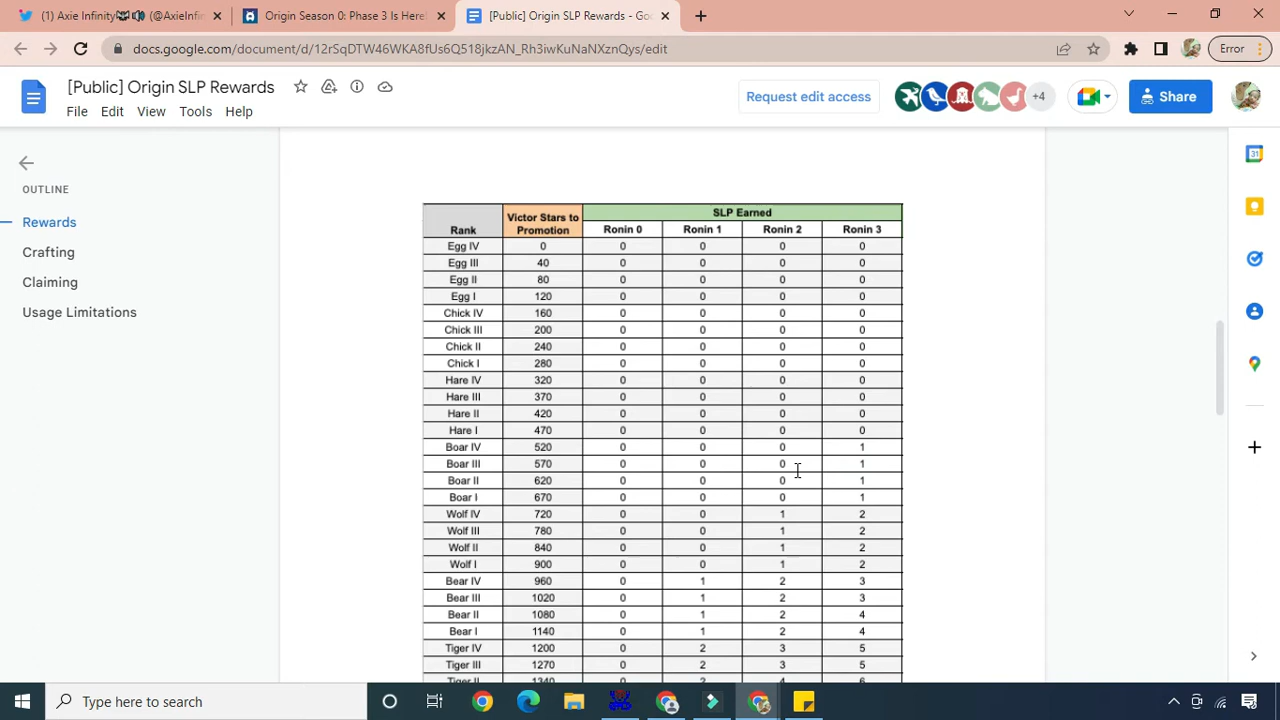 (1) Axie Infinity (@AxieInfin
Origin Season 0: Phase 3 Is Here!
[Public] Origin SLP Rewards - Goo
docs.google.com/document/d/12rSqDTW46WKA8fUs6Q518jkzAN_Rh3iwKuNaNXznQys/edit
Error
[Public] Origin SLP Rewards
Request edit access
+4
Share
File Edit View Tools Help
OUTLINE
Rewards
Crafting
Claiming
Usage Limitations
Rank Victor Stars to Promotion SLP Earned
Ronin 0 Ronin 1 Ronin 2 Ronin 3
Egg IV 0 0 0 0 0
Egg III 40 0 0 0 0
Egg II 80 0 0 0 0
Egg I 120 0 0 0 0
Chick IV 160 0 0 0 0
Chick III 200 0 0 0 0
Chick II 240 0 0 0 0
Chick I 280 0 0 0 0
Hare IV 320 0 0 0 0
Hare III 370 0 0 0 0
Hare II 420 0 0 0 0
Hare I 470 0 0 0 0
Boar IV 520 0 0 0 1
Boar III 570 0 0 0 1
Boar II 620 0 0 0 1
Boar I 670 0 0 0 1
Wolf IV 720 0 0 1 2
Wolf III 780 0 0 1 2
Wolf II 840 0 0 1 2
Wolf I 900 0 0 1 2
Bear IV 960 0 1 2 3
Bear III 1020 0 1 2 3
Bear II 1080 0 1 2 4
Bear I 1140 0 1 2 4
Tiger IV 1200 0 2 3 5
Tiger III 1270 0 2 3 5
Tiger II 1340 0 2 4 6
Type here to search